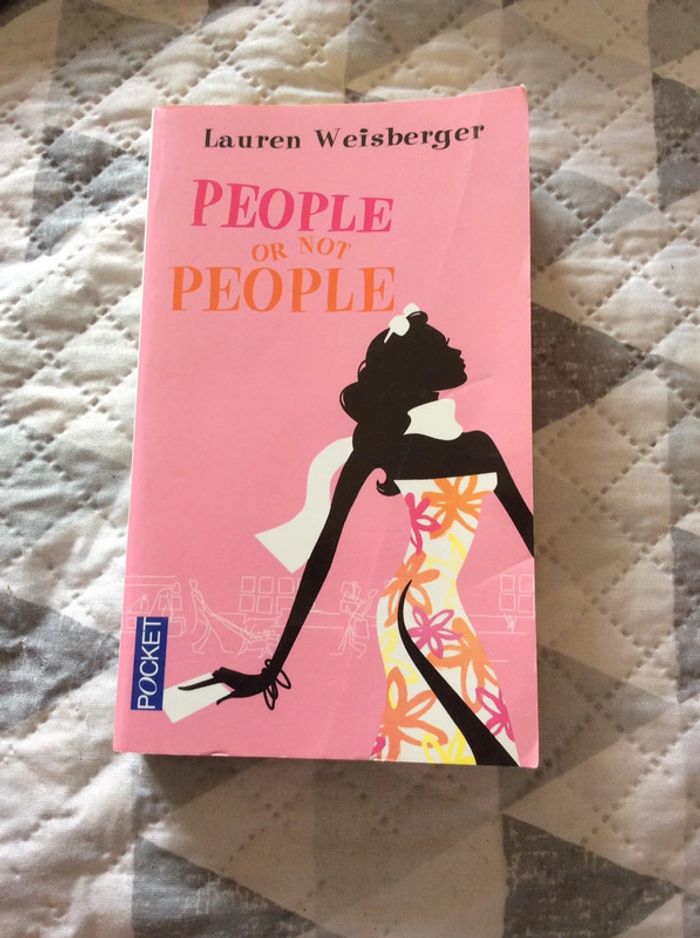 Lauren Weisberger
PEOPLE
OR NOT
PEOPLE
POCKET